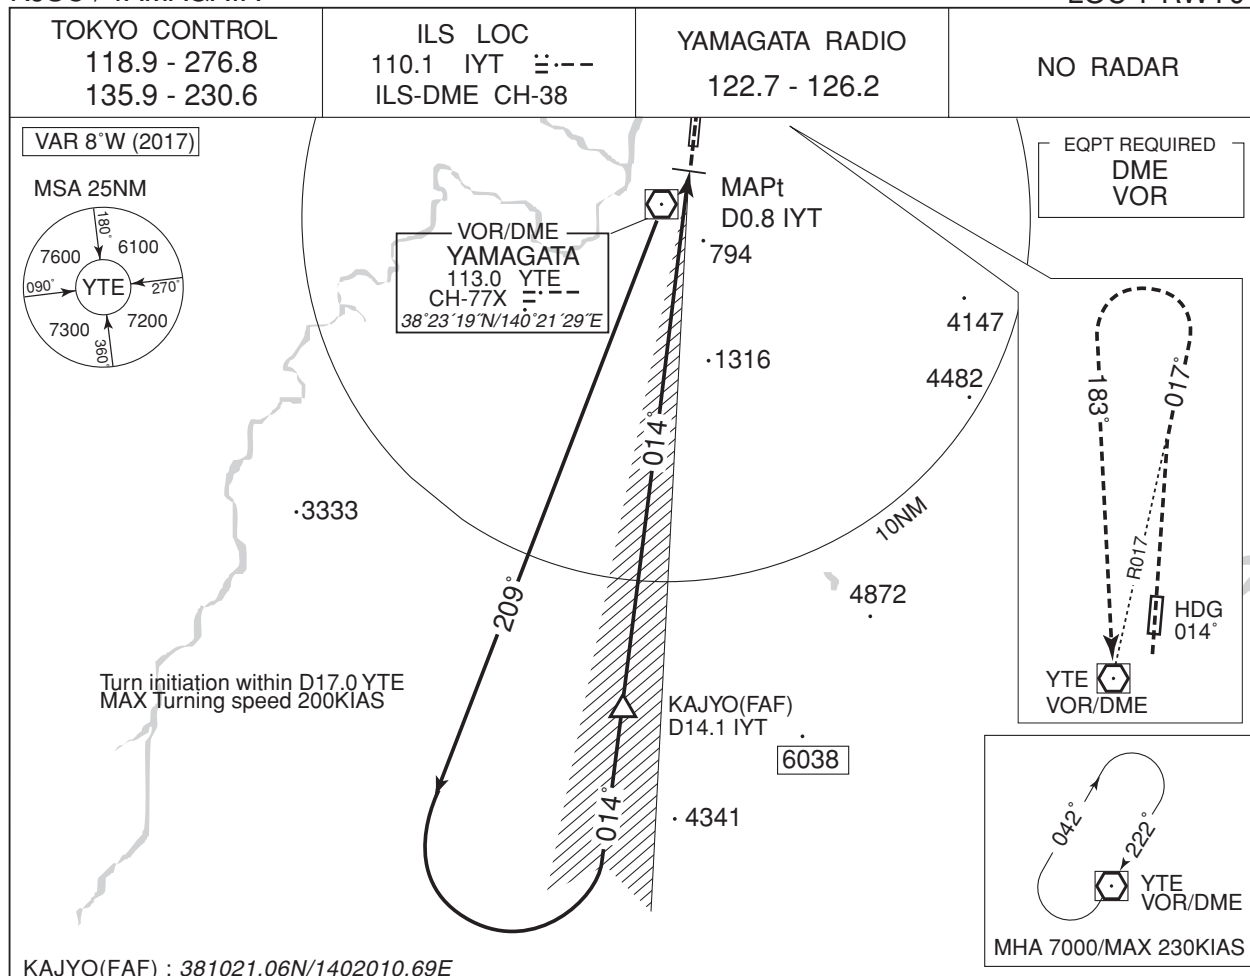 TOKYO CONTROL
118.9 - 276.8
135.9 - 230.6
ILS LOC
110.1 IYT
ILS-DME CH-38
YAMAGATA RADIO
122.7 - 126.2
NO RADAR
VAR 8°W (2017)
MSA 25NM
180°
7600
6100
090°
YTE
270°
7300
7200
360°
VOR/DME
YAMAGATA
113.0 YTE
CH-77X
38°23´19˝N/140°21´29˝E
MAPt
D0.8 IYT
794
EQPT REQUIRED
DME
VOR
4147
1316
4482
014°
3333
10NM
209°
4872
183°
017°
R017
HDG
014°
YTE
VOR/DME
Turn initiation within D17.0 YTE
MAX Turning speed 200KIAS
KAJYO(FAF)
D14.1 IYT
6038
014°
4341
042°
222°
YTE
VOR/DME
MHA 7000/MAX 230KIAS
KAJYO(FAF) : 381021.06N/1402010.69E